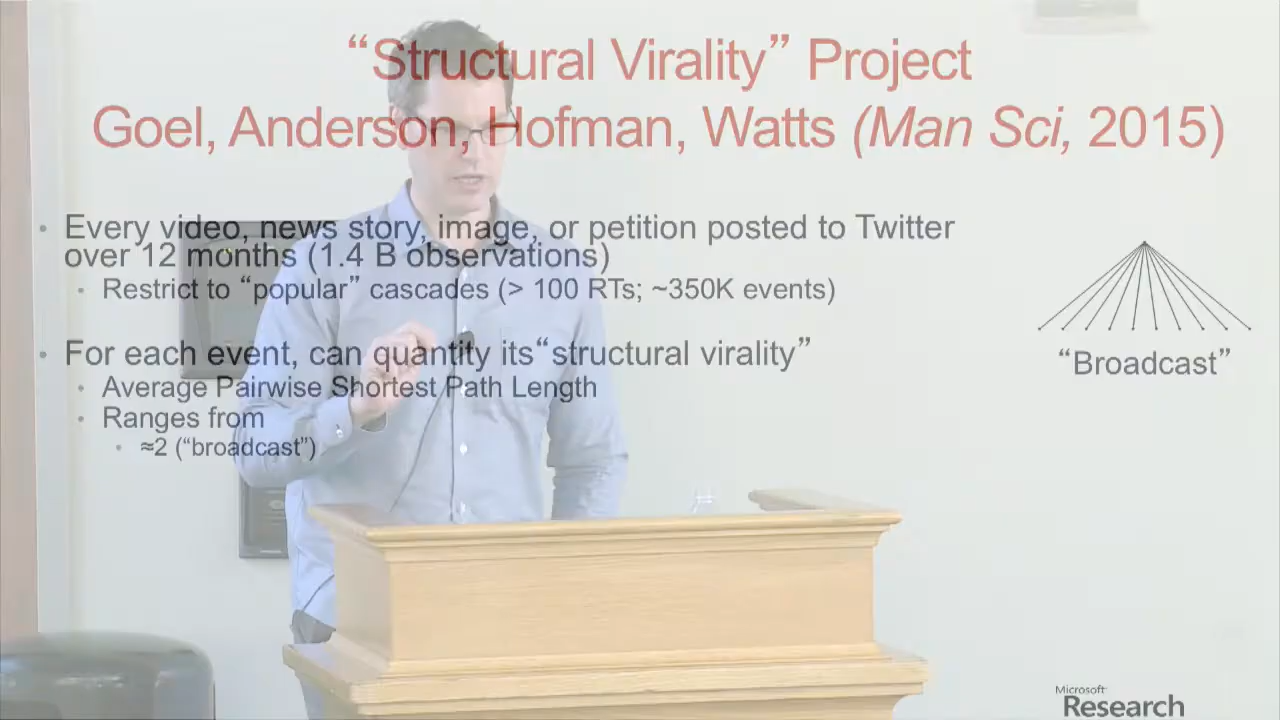 “Structural Virality” Project
Goel, Anderson, Hofman, Watts (Man Sci, 2015)
• Every video, news story, image, or petition posted to Twitter
over 12 months (1.4 B observations)
• Restrict to “popular” cascades (> 100 RTs; ~350K events)
• For each event, can quantity its“structural virality”
• Average Pairwise Shortest Path Length
• Ranges from
• ≈2 (“broadcast”)
“Broadcast”
Microsoft
Research